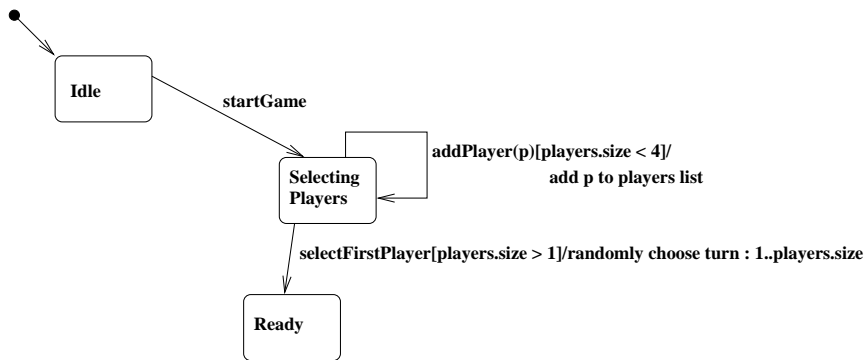 Idle
startGame
addPlayer(p)[players.size < 4]/
add p to players list
Selecting
Players
selectFirstPlayer[players.size > 1]/randomly choose turn : 1..players.size
Ready